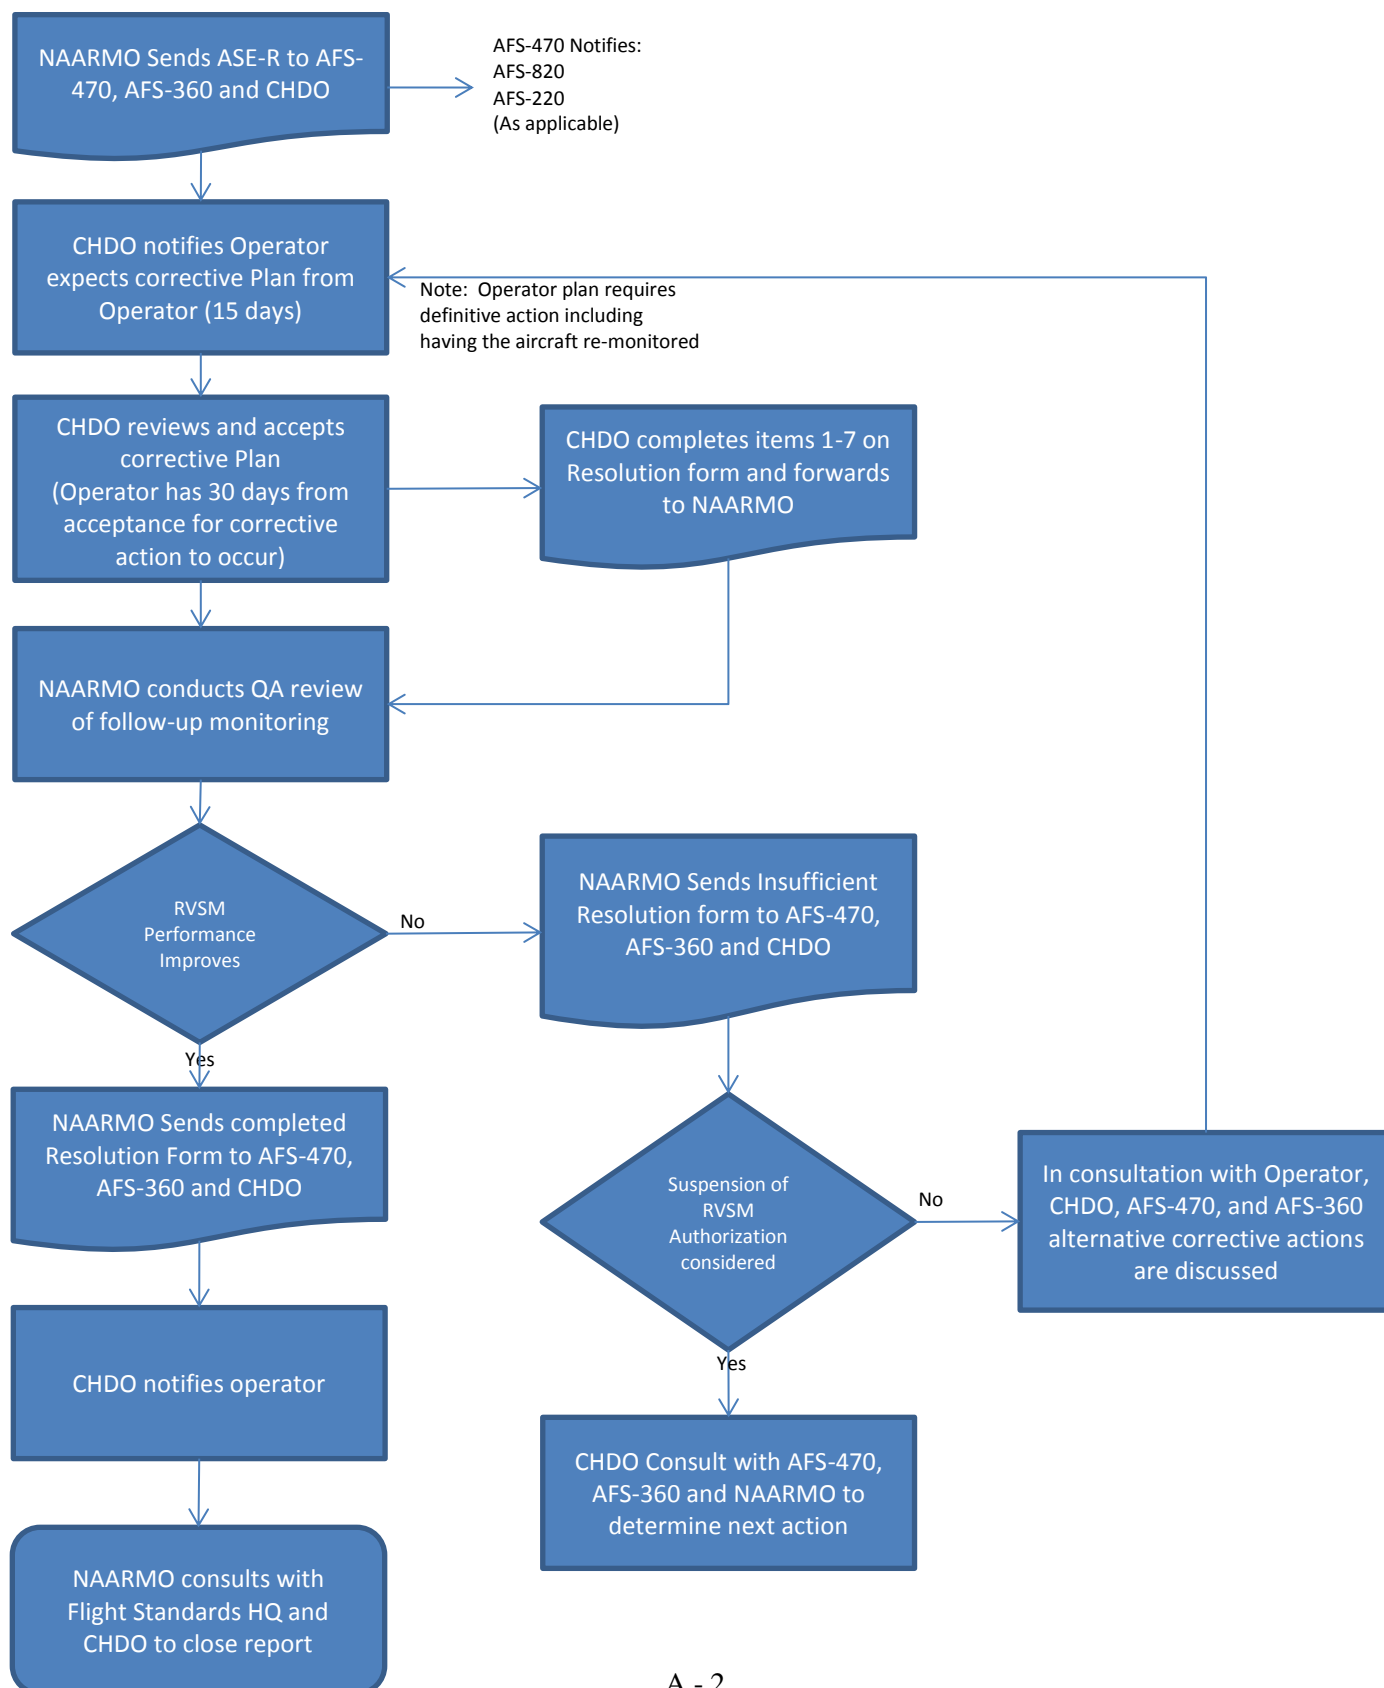 NAARMO Sends ASE-R to AFS-
470, AFS-360 and CHDO
AFS-470 Notifies:
AFS-820
AFS-220
(As applicable)
CHDO notifies Operator
expects corrective Plan from
Operator (15 days)
Note:  Operator plan requires
definitive action including
having the aircraft re-monitored
CHDO reviews and accepts
corrective Plan
(Operator has 30 days from
acceptance for corrective
action to occur)
CHDO completes items 1-7 on
Resolution form and forwards
to NAARMO
NAARMO conducts QA review
of follow-up monitoring
RVSM
Performance
Improves
No
NAARMO Sends Insufficient
Resolution form to AFS-470,
AFS-360 and CHDO
Yes
NAARMO Sends completed
Resolution Form to AFS-470,
AFS-360 and CHDO
Suspension of
RVSM
Authorization
considered
No
In consultation with Operator,
CHDO, AFS-470, and AFS-360
alternative corrective actions
are discussed
Yes
CHDO notifies operator
CHDO Consult with AFS-470,
AFS-360 and NAARMO to
determine next action
NAARMO consults with
Flight Standards HQ and
CHDO to close report
A - 2